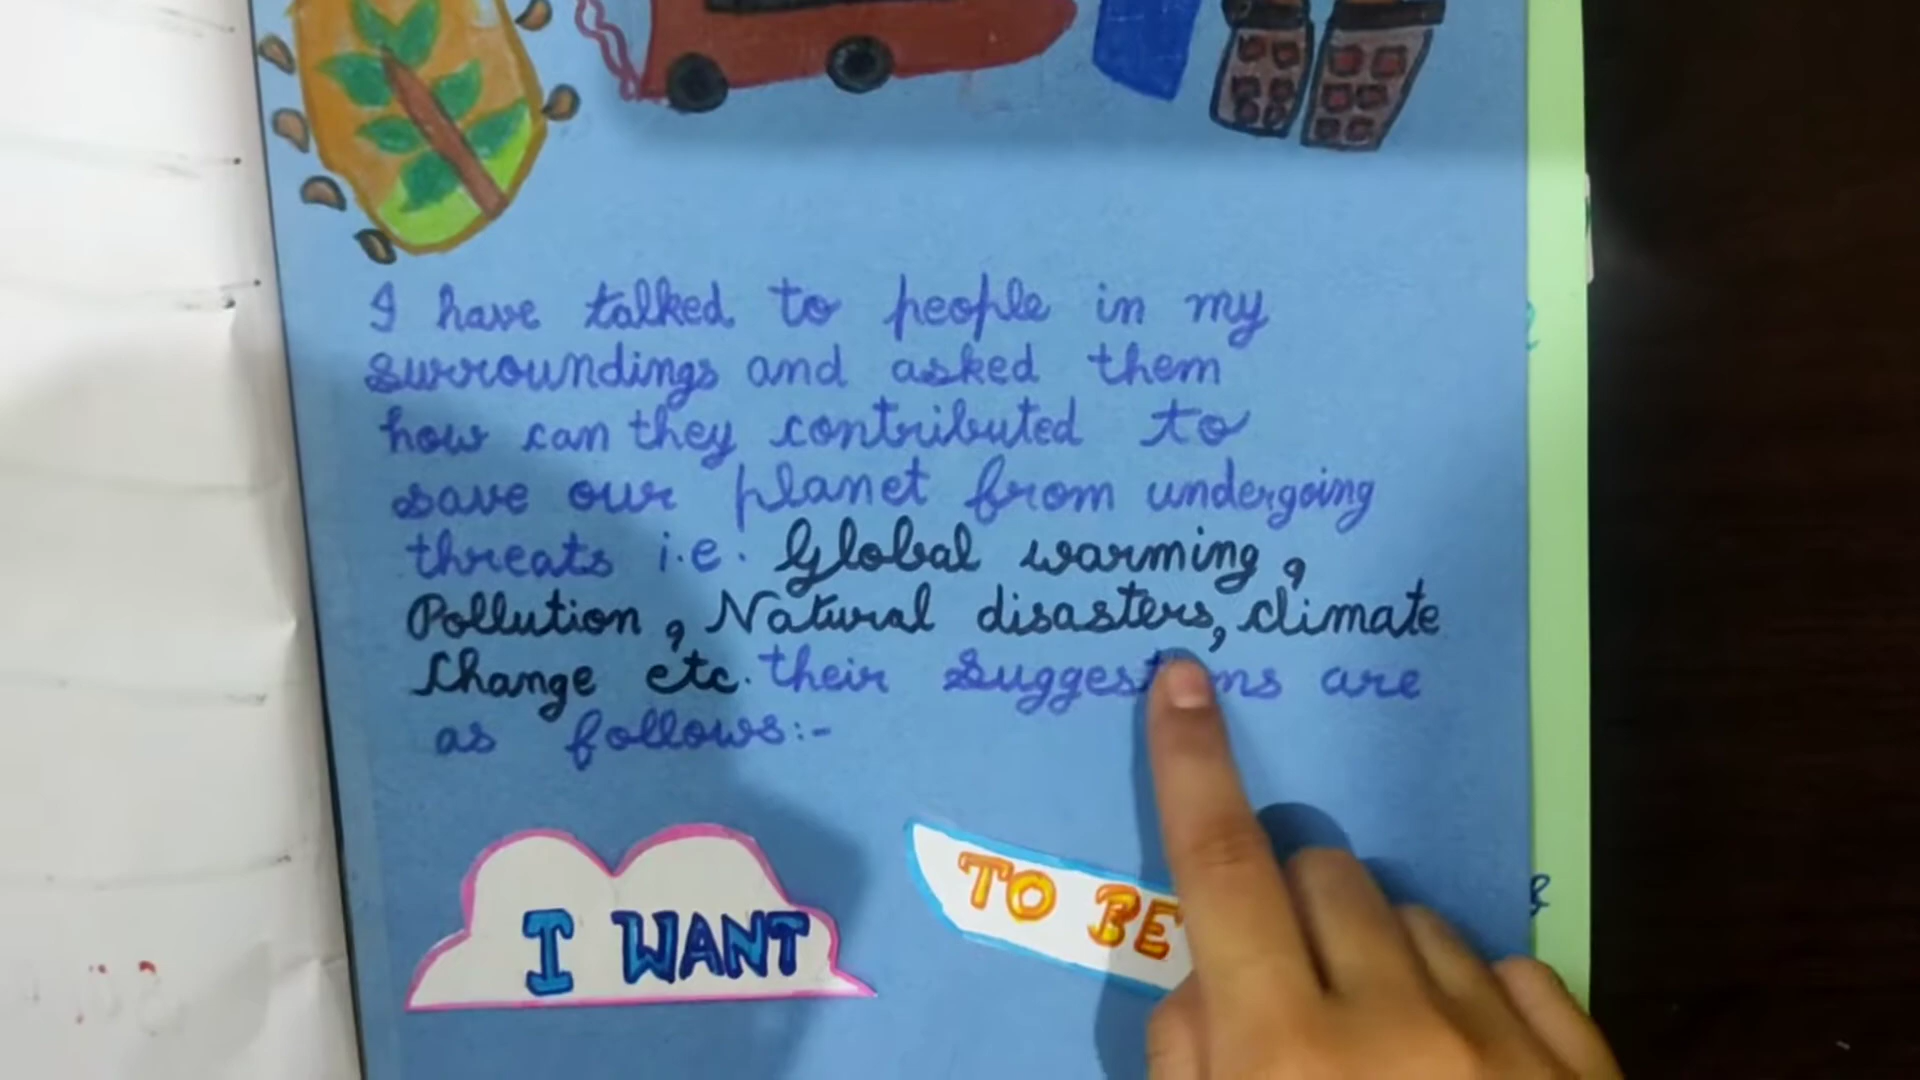 I have talked to people in my
surroundings and asked them
how can they contributed to
save our planet from undergoing
threats i.e. Global warming,
Pollution, Natural disasters, climate
change etc. their are
as follows:-
I WANT
TO BE